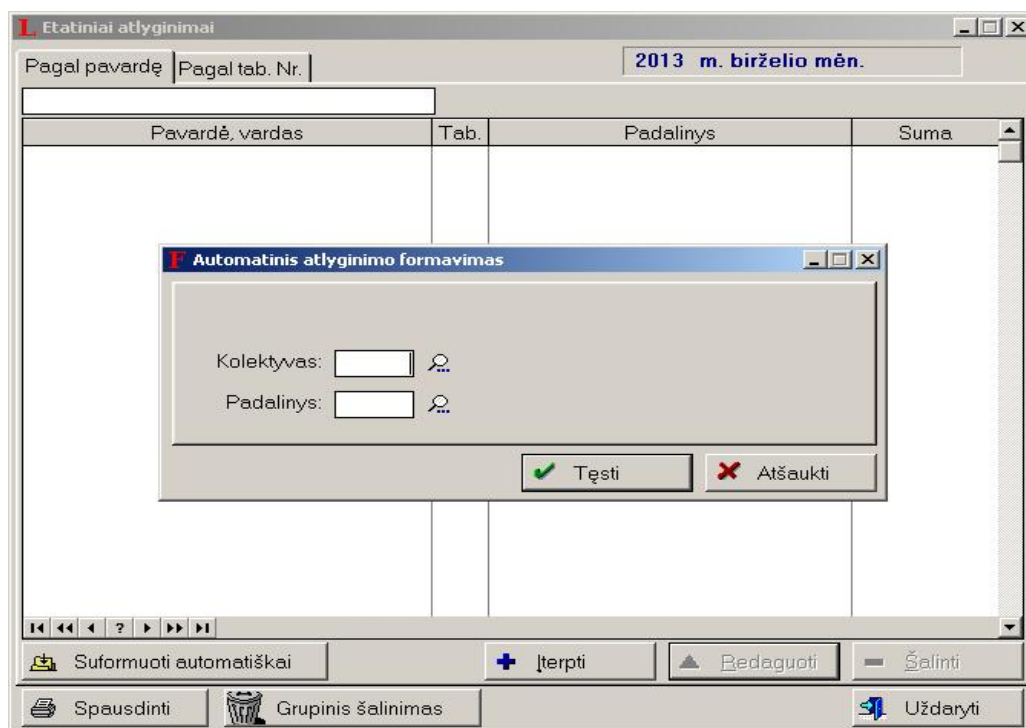 L Etatiniai atlyginimai
Pagal pavardę Pagal tab. Nr. 2013 m. birželio mėn.
Pavardė, vardas Tab. Padalinys Suma
F Automatinis atlyginimo formavimas
Kolektyvas:
Padalinys:
Tęsti Atšaukti
?
Suformuoti automatiškai Įterpti Redaguoti Šalinti
Spausdinti Grupinis šalinimas Uždaryti